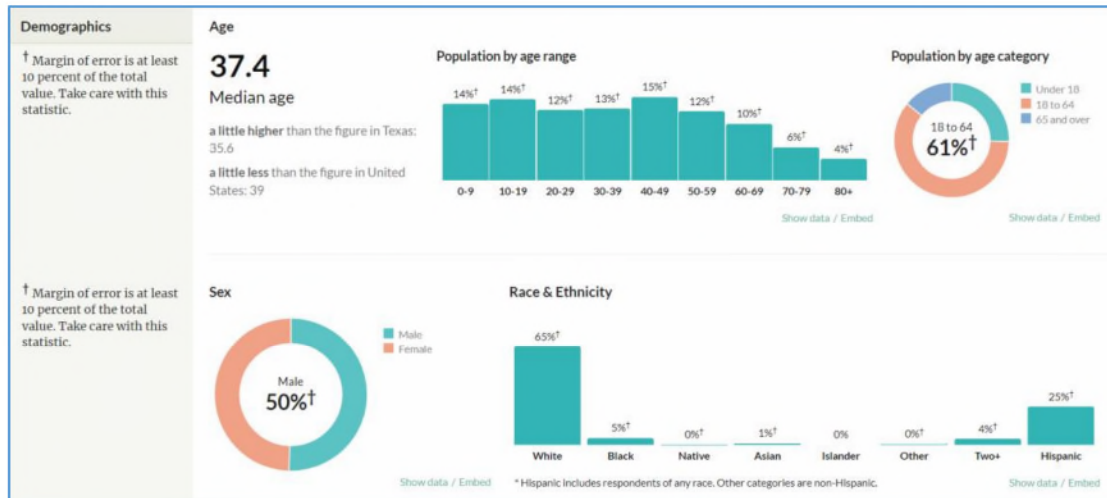 Demographics
† Margin of error is at least
10 percent of the total
value. Take care with this
statistic.
Age
37.4
Median age
a little higher than the figure in Texas:
35.6
a little less than the figure in United
States: 39
Population by age range
14%† 14%† 12%† 13%† 15%† 12%† 10%† 6%† 4%†
0-9 10-19 20-29 30-39 40-49 50-59 60-69 70-79 80+
Show data / Embed
Population by age category
Under 18
18 to 64
65 and over
18 to 64
61%†
Show data / Embed
† Margin of error is at least
10 percent of the total
value. Take care with this
statistic.
Sex
Male
Female
Male
50%†
Show data / Embed
Race & Ethnicity
65%† 5%† 0%† 1%† 0% 0%† 4%† 25%†
White Black Native Asian Islander Other Two+ Hispanic
* Hispanic includes respondents of any race. Other categories are non-Hispanic.
Show data / Embed